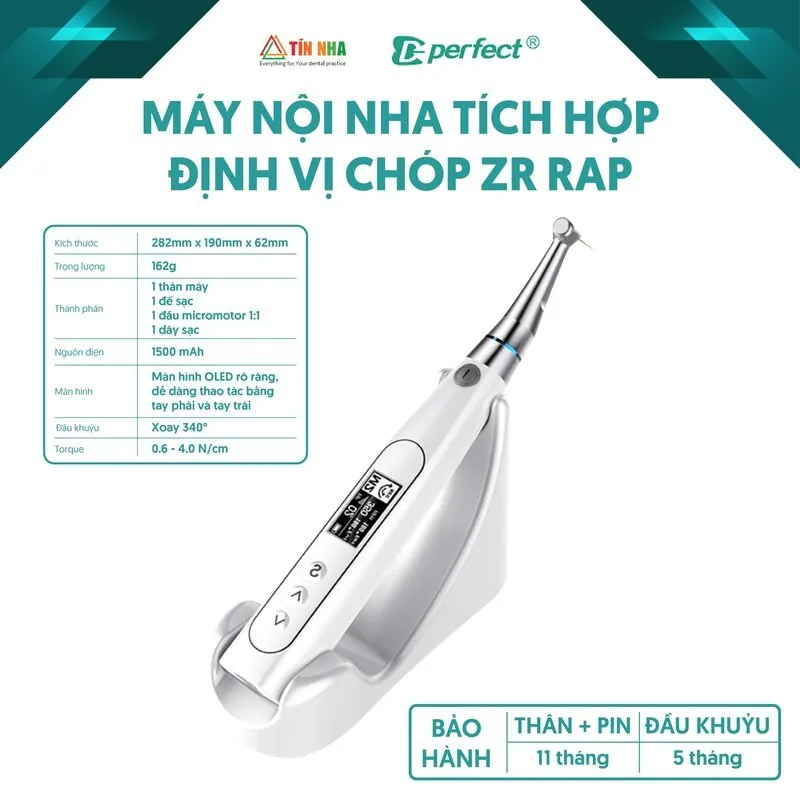 TÍN NHA
Everything for Your dental practice
perfect®
MÁY NỘI NHA TÍCH HỢP
ĐỊNH VỊ CHÓP ZR RAP
Kích thước 282mm x 190mm x 62mm
Trọng lượng 162g
Thành phần
1 thân máy
1 đế sạc
1 đầu micromotor 1:1
1 dây sạc
Nguồn điện 1500 mAh
Màn hình
Màn hình OLED rõ ràng,
dễ dàng thao tác bằng
tay phải và tay trái
Đầu khuỷu Xoay 340°
Torque 0.6 - 4.0 N/cm
M2
02
350
S
BẢO HÀNH
THÂN + PIN ĐẦU KHUỶU
11 tháng 5 tháng